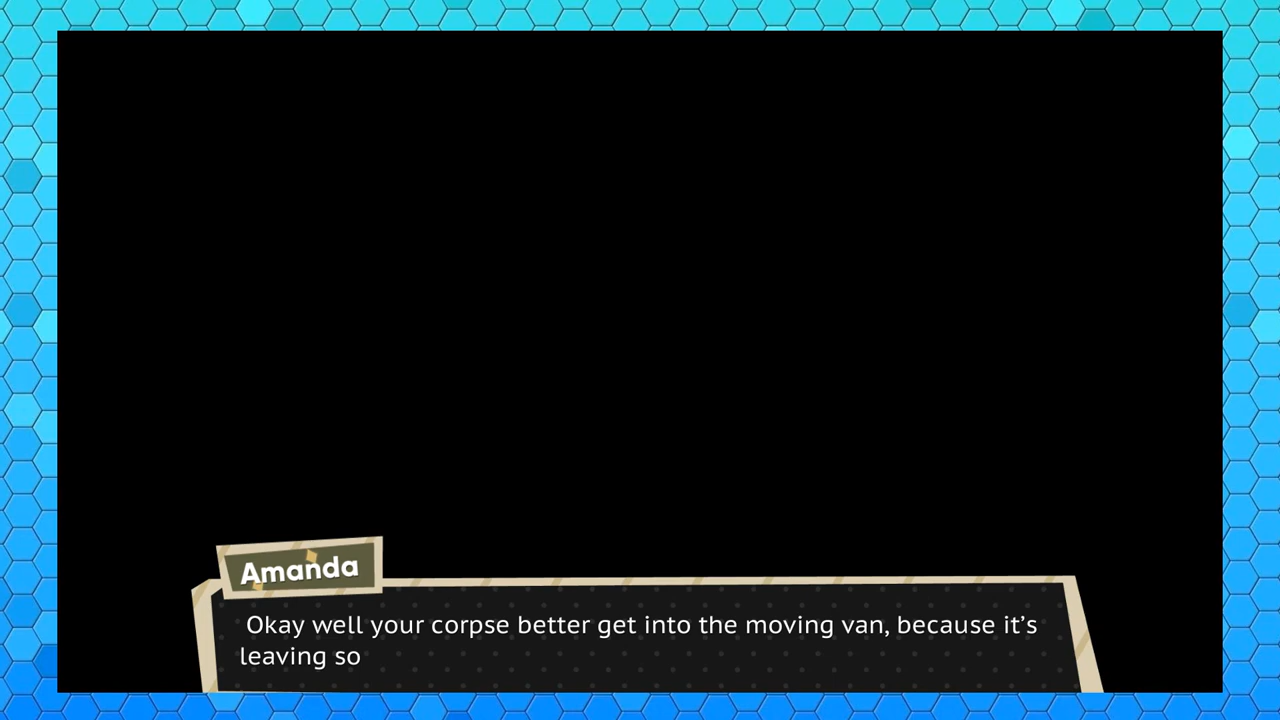 Amanda
Okay well your corpse better get into the moving van, because it’s
leaving so